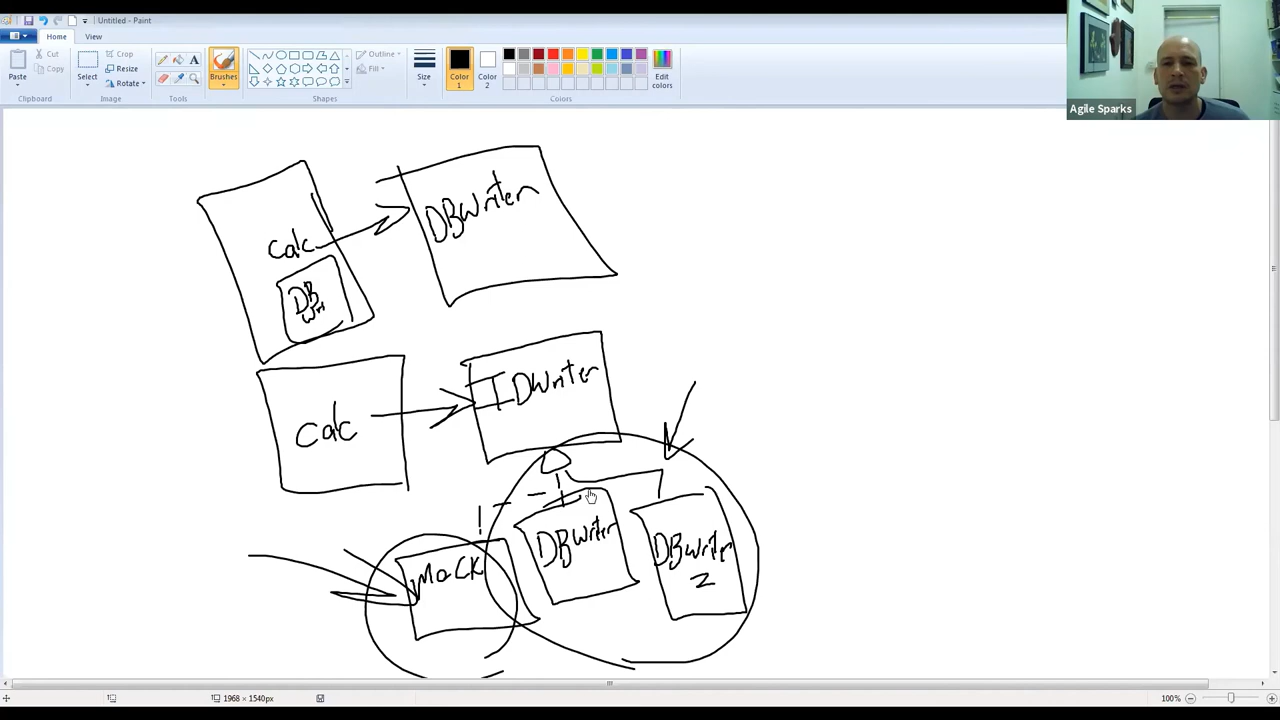 Untitled - Paint
Home
View
Paste
Cut
Copy
Clipboard
Select
Crop
Resize
Rotate
Image
A
Tools
Brushes
Shapes
Outline
Fill
Size
Color 1
Color 2
Edit colors
Colors
Agile Sparks
Calc
DB
Wri
DBWriter
Calc
IDWriter
Mock
DBWriter
DBWriter
2
1968 × 1540px
100%